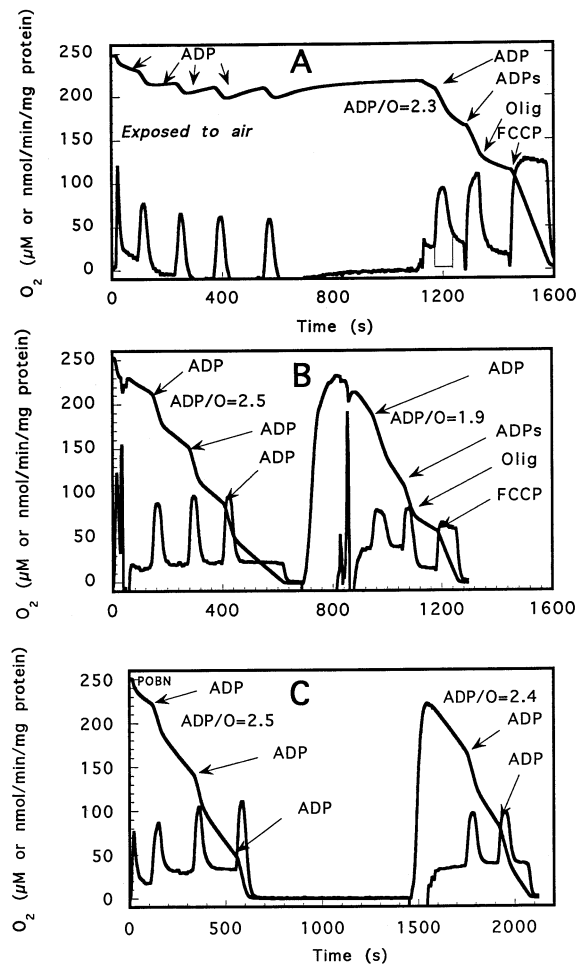 A
ADP
ADP
ADPs
Olig
FCCP
ADP/O=2.3
Exposed to air
250
200
150
100
50
0
O2 (µM or nmol/min/mg protein)
0 400 800 1200 1600
Time (s)
B
ADP
ADP/O=2.5
ADP
ADP
ADP
ADP/O=1.9
ADPs
Olig
FCCP
250
200
150
100
50
0
O2 (µM or nmol/min/mg protein)
0 400 800 1200 1600
POBN
C
ADP
ADP/O=2.5
ADP
ADP
ADP/O=2.4
ADP
ADP
250
200
150
100
50
0
O2 (µM or nmol/min/mg protein)
0 500 1000 1500 2000
Time (s)